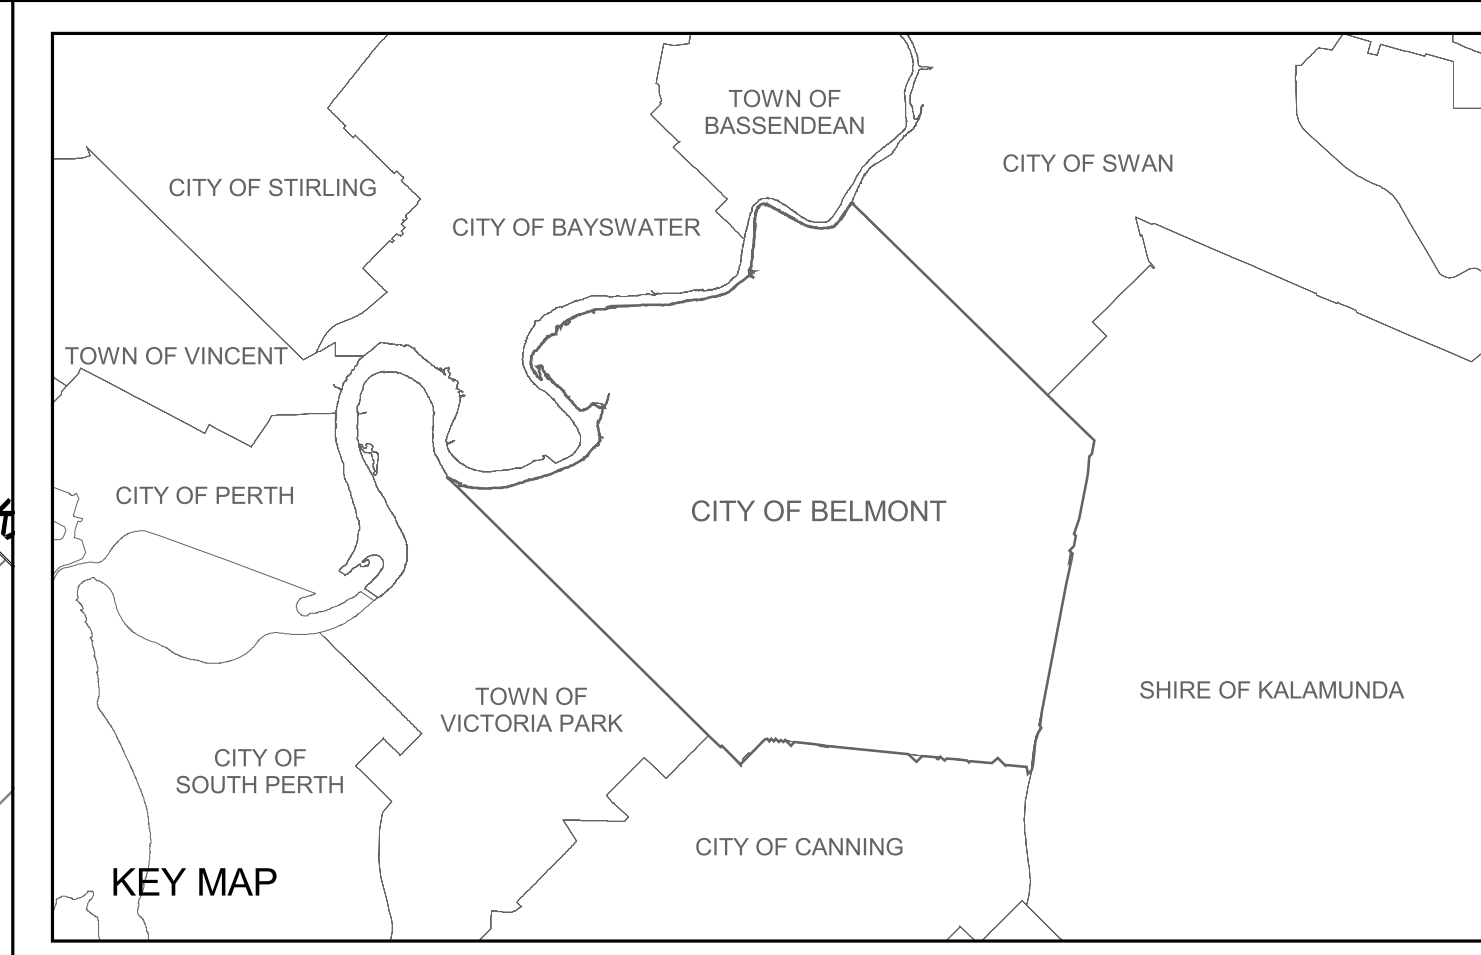 TOWN OF
BASSENDEAN
CITY OF SWAN
CITY OF STIRLING
CITY OF BAYSWATER
TOWN OF VINCENT
CITY OF PERTH
CITY OF BELMONT
TOWN OF
VICTORIA PARK
SHIRE OF KALAMUNDA
CITY OF
SOUTH PERTH
CITY OF CANNING
KEY MAP